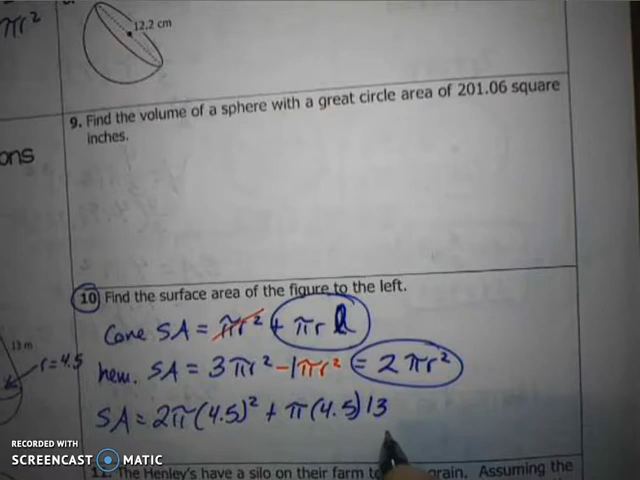 πr²
12.2 cm
9. Find the volume of a sphere with a great circle area of 201.06 square
inches.
ons
10 Find the surface area of the figure to the left.
Cone SA = πr² + πr l
13 m
r=4.5
hem. SA = 3πr² -1πr² = 2πr²
SA = 2π(4.5)² + π(4.5)13
RECORDED WITH
SCREENCAST MATIC
11. The Henley's have a silo on their farm to grain. Assuming the